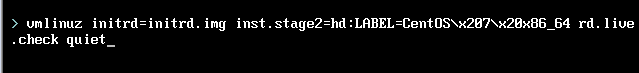 > vmlinuz initrd=initrd.img inst.stage2=hd:LABEL=CentOS\x207\x20x86_64 rd.live
.check quiet_